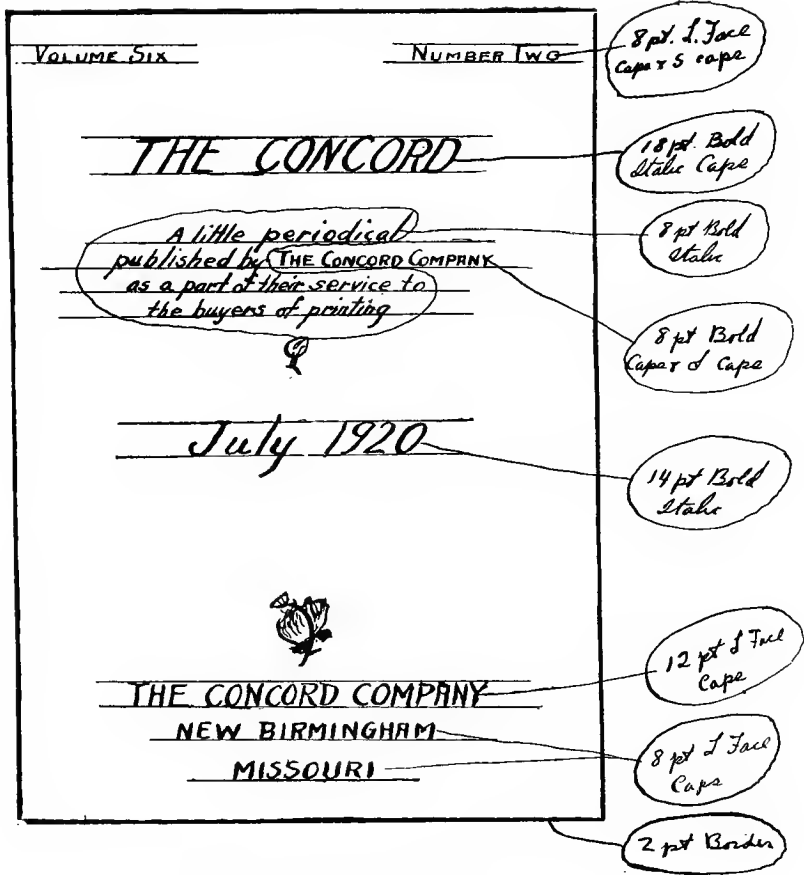 VOLUME SIX NUMBER TWO
8 pt. L. Face
Caps & S caps
THE CONCORD
18 pt. Bold
Italic Caps
A little periodical
published by THE CONCORD COMPANY
as a part of their service to
the buyers of printing
8 pt Bold
Italic
8 pt Bold
Caps & S Caps
July 1920
14 pt Bold
Italic
THE CONCORD COMPANY
12 pt L Face
Caps
NEW BIRMINGHAM
MISSOURI
8 pt L Face
Caps
2 pt Border